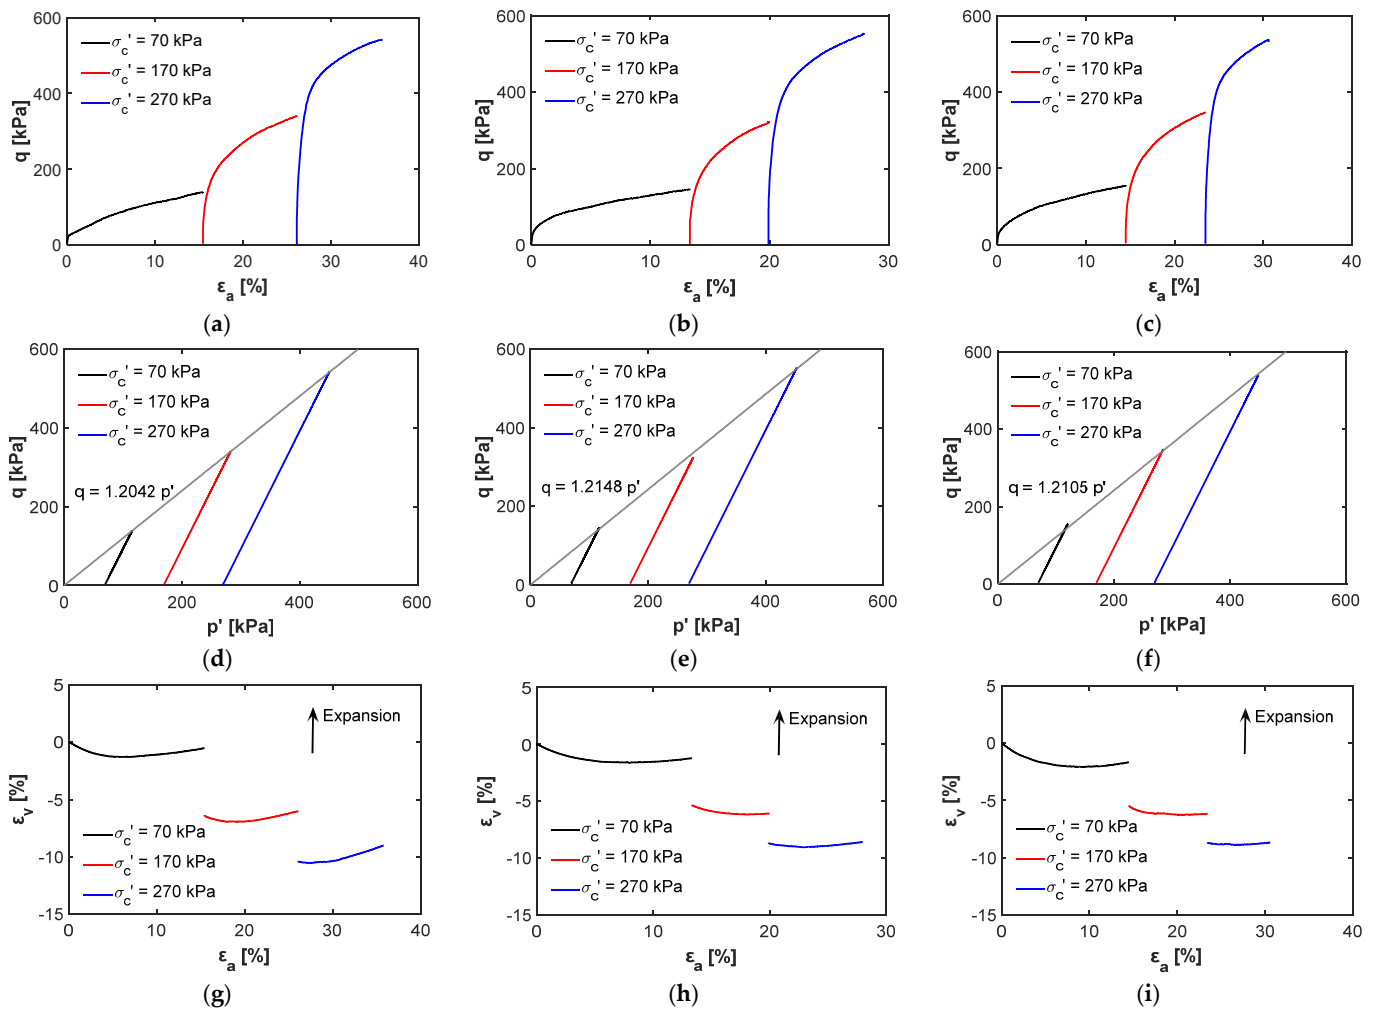 600
400
200
0
q [kPa]
σc' = 70 kPa
σc' = 170 kPa
σc' = 270 kPa
0 10 20 30 40
εa [%]
(a)
600
400
200
0
q [kPa]
σc' = 70 kPa
σc' = 170 kPa
σc' = 270 kPa
0 10 20 30
εa [%]
(b)
600
400
200
0
q [kPa]
σc' = 70 kPa
σc' = 170 kPa
σc' = 270 kPa
0 10 20 30 40
εa [%]
(c)
600
400
200
0
q [kPa]
σc' = 70 kPa
σc' = 170 kPa
σc' = 270 kPa
q = 1.2042 p'
0 200 400 600
p' [kPa]
(d)
600
400
200
0
q [kPa]
σc' = 70 kPa
σc' = 170 kPa
σc' = 270 kPa
q = 1.2148 p'
0 200 400 600
p' [kPa]
(e)
600
400
200
0
q [kPa]
σc' = 70 kPa
σc' = 170 kPa
σc' = 270 kPa
q = 1.2105 p'
0 200 400 600
p' [kPa]
(f)
5
0
-5
-10
-15
εv [%]
Expansion
σc' = 70 kPa
σc' = 170 kPa
σc' = 270 kPa
0 10 20 30 40
εa [%]
(g)
5
0
-5
-10
-15
εv [%]
Expansion
σc' = 70 kPa
σc' = 170 kPa
σc' = 270 kPa
0 10 20 30
εa [%]
(h)
5
0
-5
-10
-15
εv [%]
Expansion
σc' = 70 kPa
σc' = 170 kPa
σc' = 270 kPa
0 10 20 30 40
εa [%]
(i)